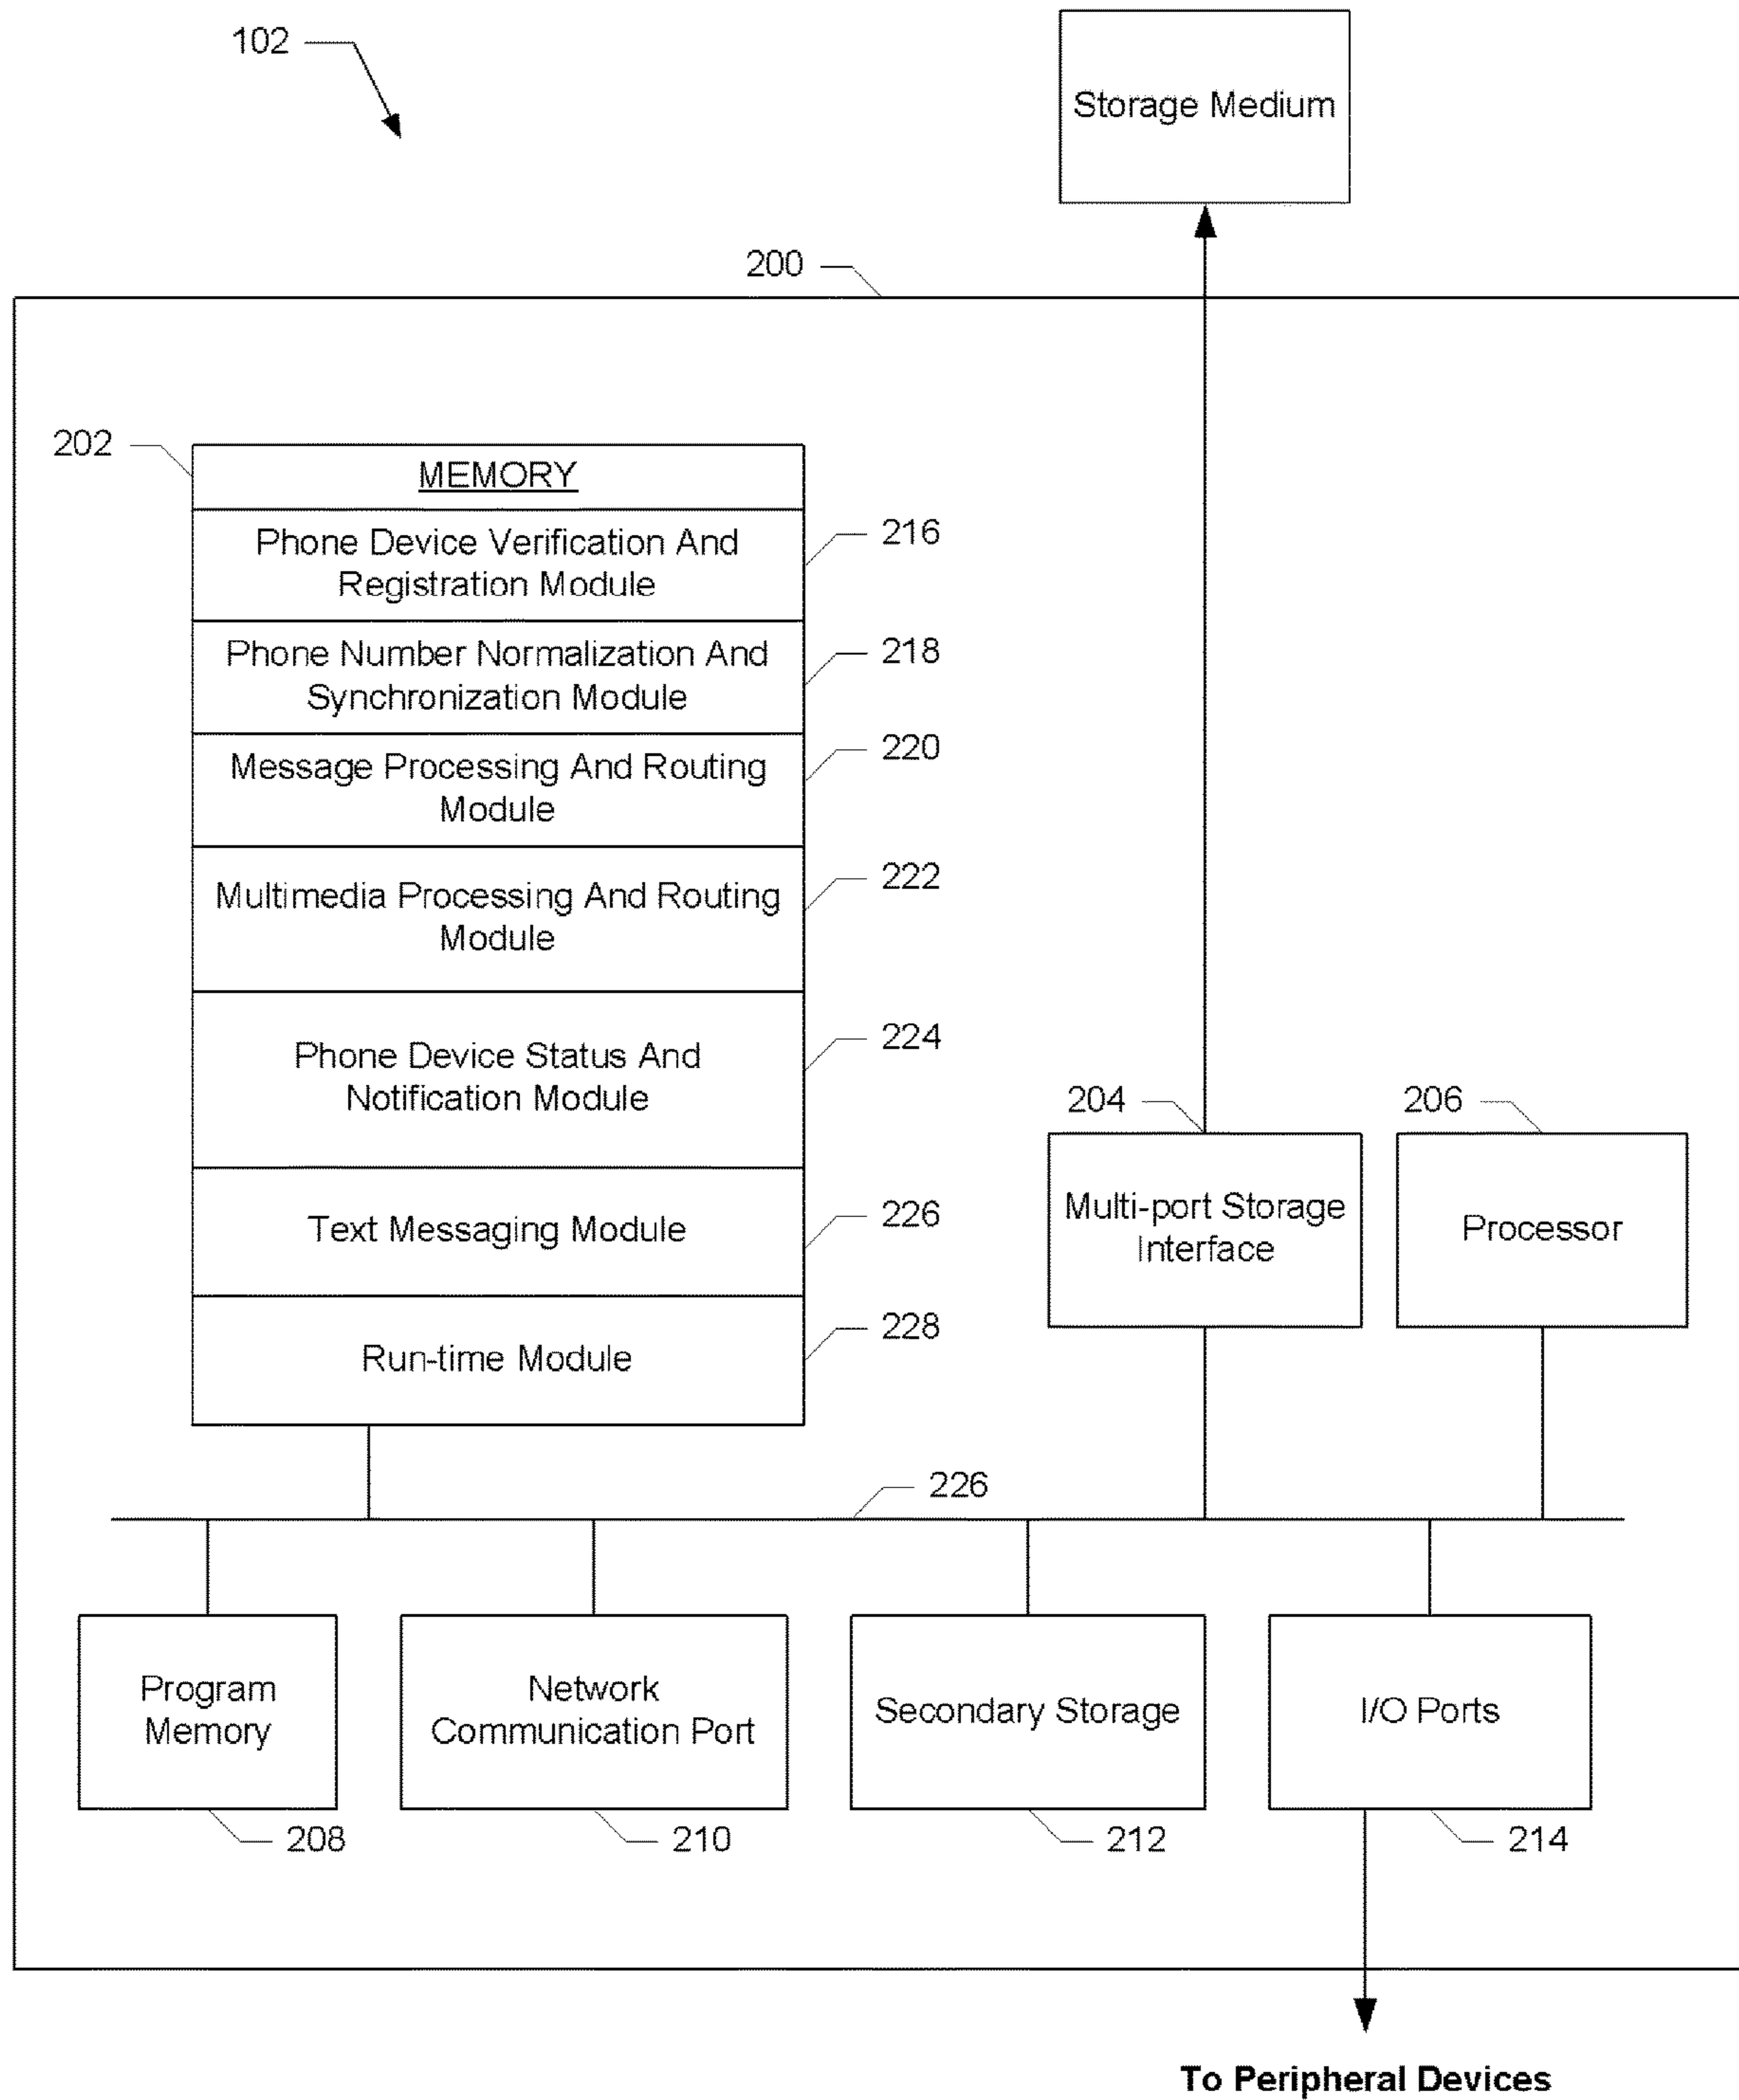 102
Storage Medium
200
202
MEMORY
Phone Device Verification And
Registration Module
216
Phone Number Normalization And
Synchronization Module
218
Message Processing And Routing
Module
220
Multimedia Processing And Routing
Module
222
Phone Device Status And
Notification Module
224
Text Messaging Module
226
Run-time Module
228
204
Multi-port Storage
Interface
206
Processor
226
Program
Memory
208
Network
Communication Port
210
Secondary Storage
212
I/O Ports
214
To Peripheral Devices